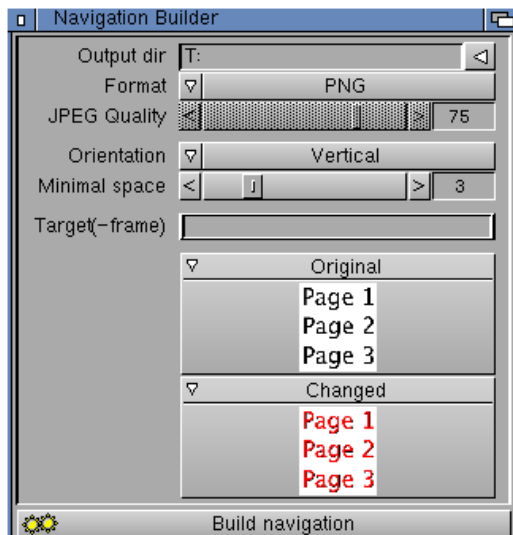 Navigation Builder
Output dir T:
Format PNG
JPEG Quality < > 75
Orientation Vertical
Minimal space < > 3
Target(-frame)
Original
Page 1
Page 2
Page 3
Changed
Page 1
Page 2
Page 3
Build navigation